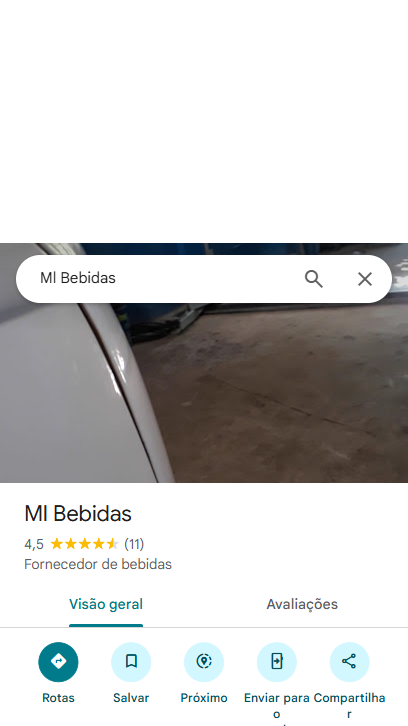 Ml Bebidas
Ml Bebidas
4,5 (11)
Fornecedor de bebidas
Visão geral Avaliações
Rotas Salvar Próximo Enviar para o Compartilhar